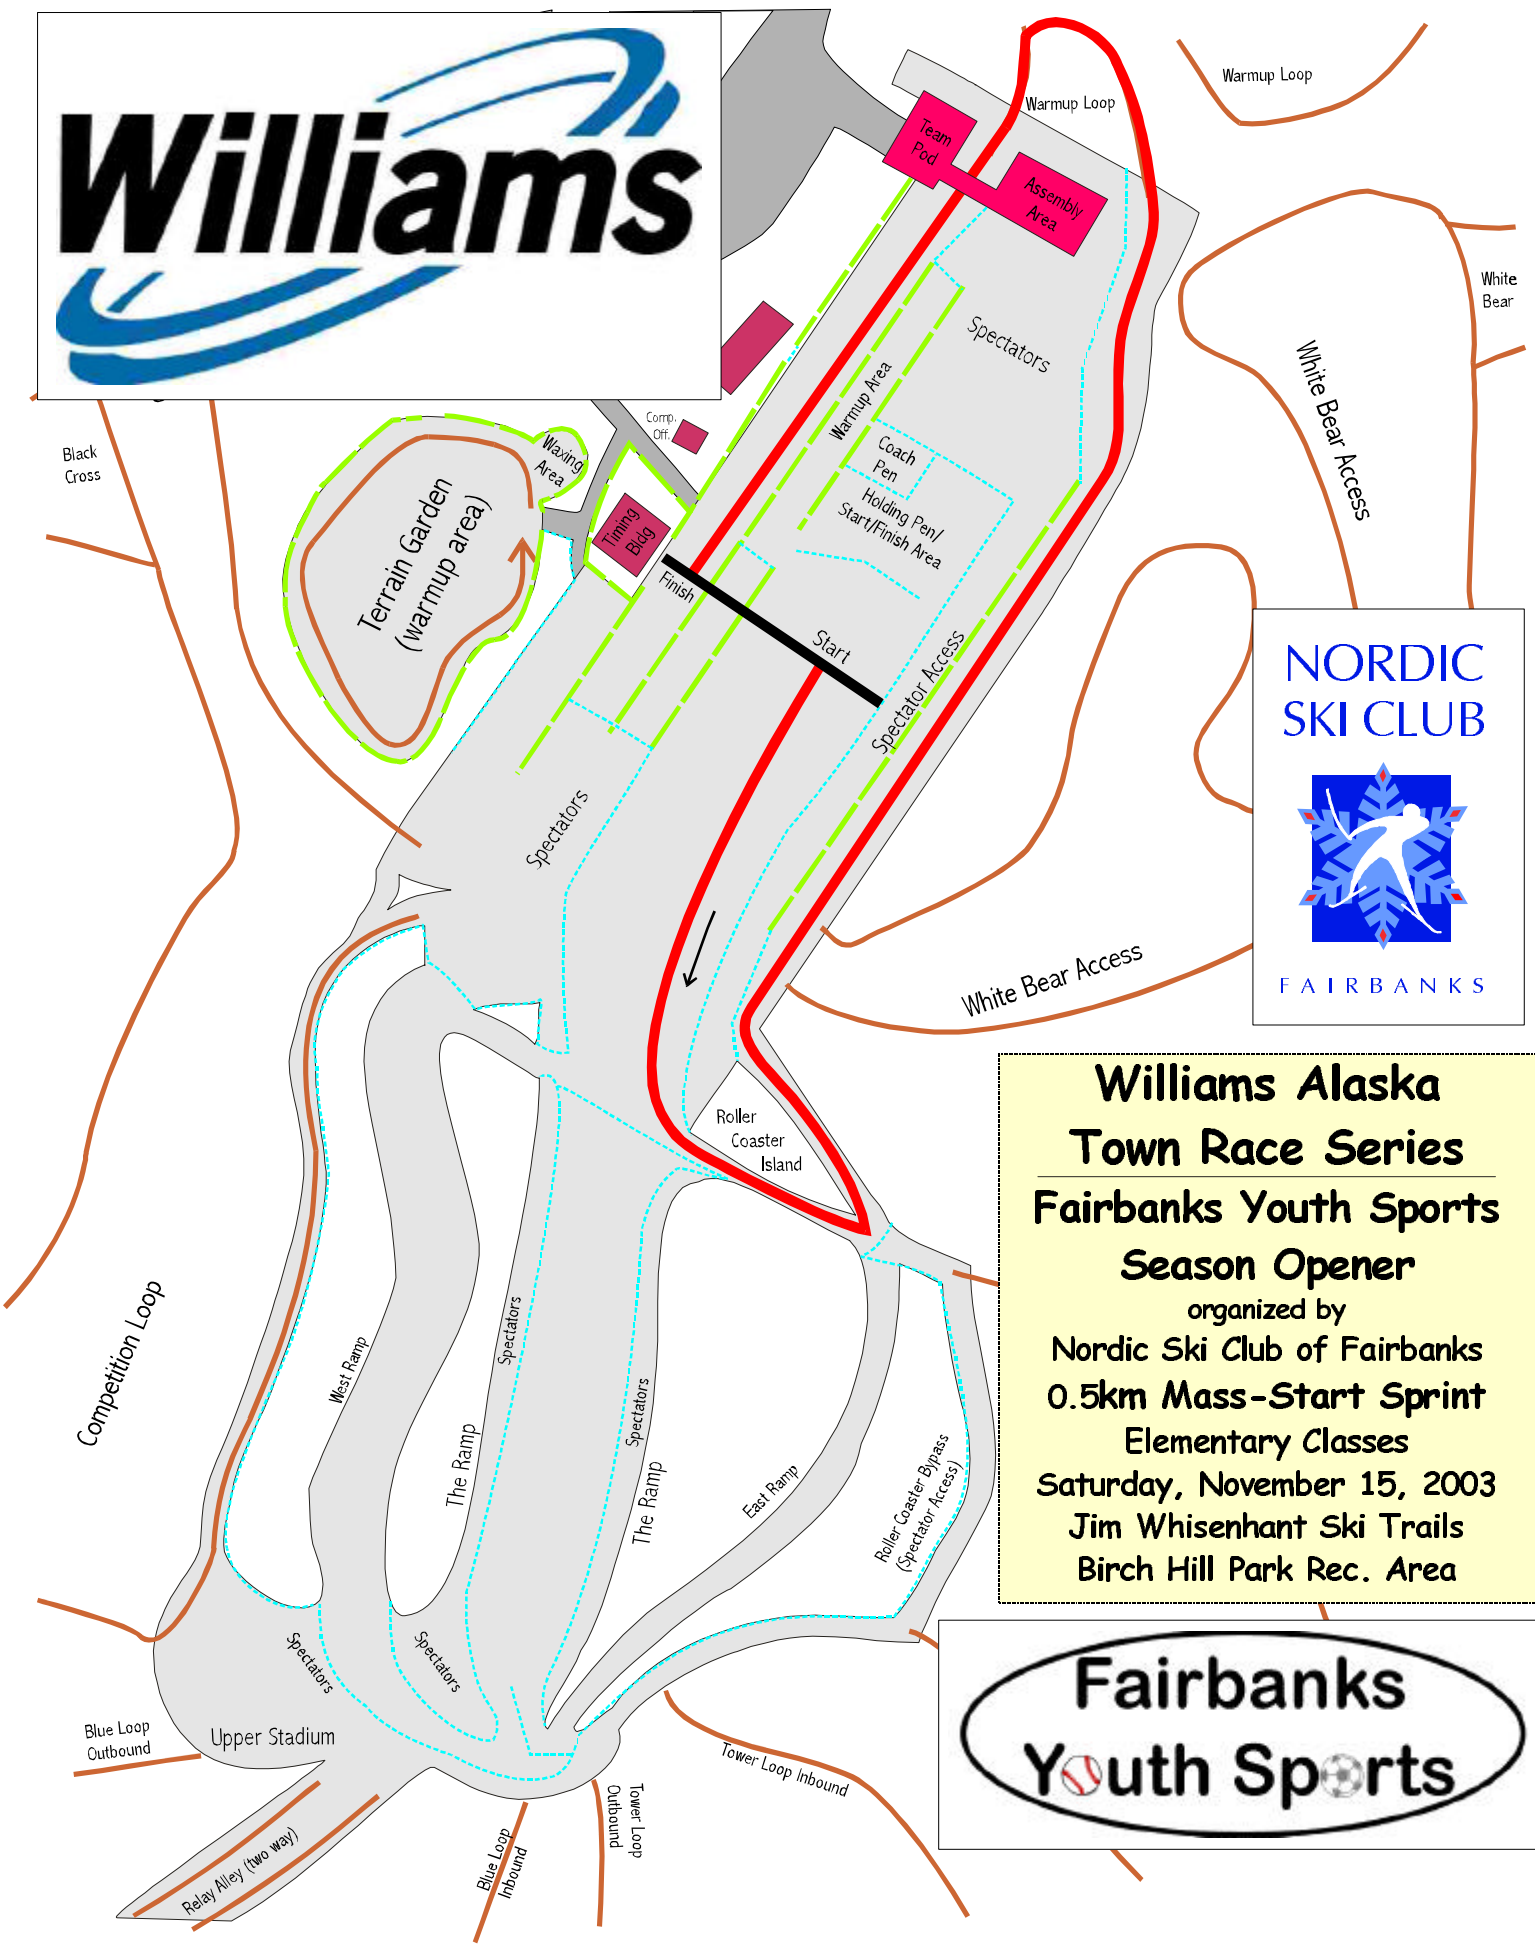 Williams
Warmup Loop
Warmup Loop
Team
Pod
Assembly
Area
White
Bear
Spectators
White Bear Access
Warmup Area
Comp.
Off.
Black
Cross
Waxing
Area
Coach
Pen
Holding Pen/
Start/Finish Area
Terrain Garden
(warmup area)
Timing
Bldg
Finish
Start
Spectator Access
NORDIC
SKI CLUB
FAIRBANKS
Spectators
White Bear Access
Roller
Coaster
Island
Williams Alaska
Town Race Series
Fairbanks Youth Sports
Season Opener
organized by
Nordic Ski Club of Fairbanks
0.5km Mass-Start Sprint
Elementary Classes
Saturday, November 15, 2003
Jim Whisenhant Ski Trails
Birch Hill Park Rec. Area
Competition Loop
West Ramp
Spectators
Spectators
The Ramp
The Ramp
East Ramp
Roller Coaster Bypass
(Spectator Access)
Spectators
Spectators
Upper Stadium
Blue Loop
Outbound
Tower Loop Inbound
Tower Loop
Outbound
Blue Loop
Inbound
Relay Alley (two way)
Fairbanks
Youth Sports